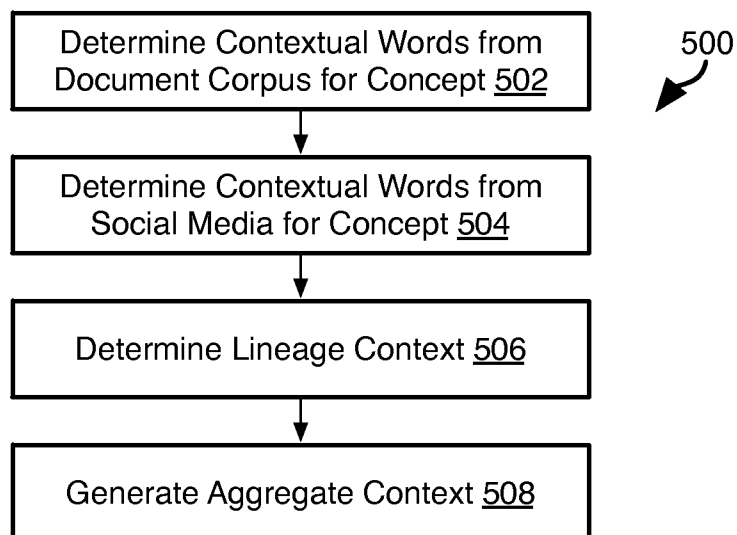 Determine Contextual Words from
Document Corpus for Concept 502
500
Determine Contextual Words from
Social Media for Concept 504
Determine Lineage Context 506
Generate Aggregate Context 508